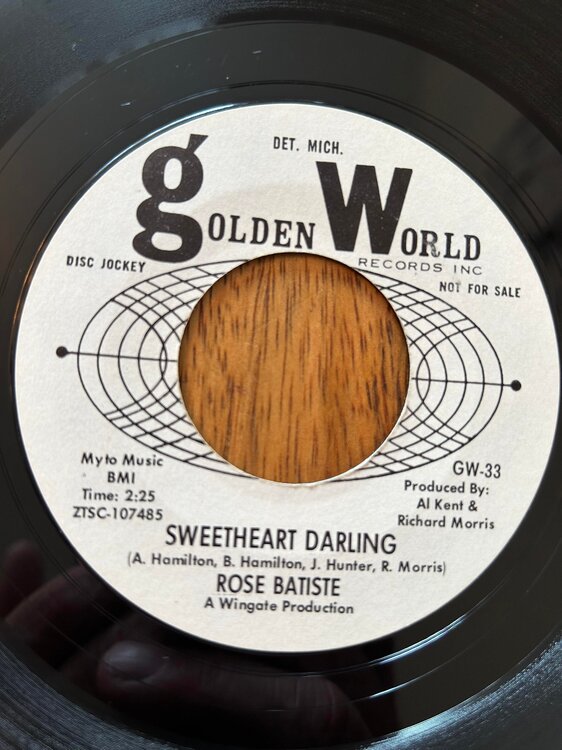 DET. MICH.
Golden World
RECORDS INC
DISC JOCKEY
NOT FOR SALE
Myto Music
BMI
Time: 2:25
ZTSC-107485
GW-33
Produced By:
Al Kent &
Richard Morris
SWEETHEART DARLING
(A. Hamilton, B. Hamilton, J. Hunter, R. Morris)
ROSE BATISTE
A Wingate Production